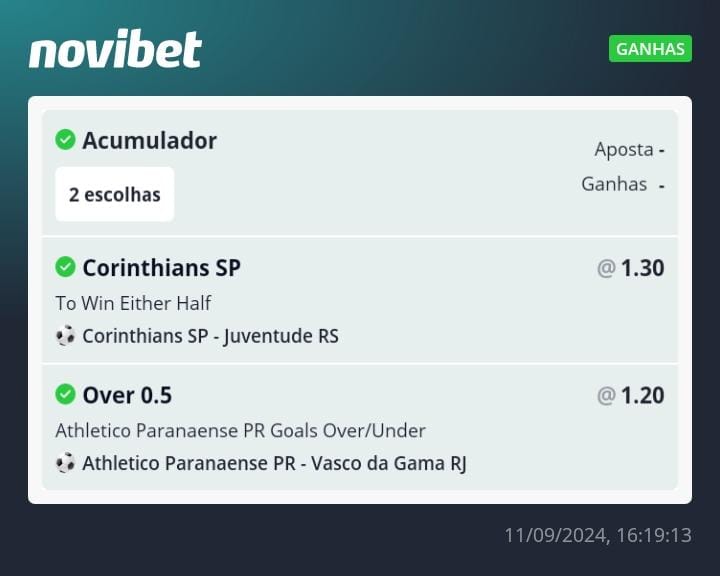 novibet
GANHAS
Acumulador
Aposta -
2 escolhas
Ganhas -
Corinthians SP
@ 1.30
To Win Either Half
Corinthians SP - Juventude RS
Over 0.5
@ 1.20
Athletico Paranaense PR Goals Over/Under
Athletico Paranaense PR - Vasco da Gama RJ
11/09/2024, 16:19:13